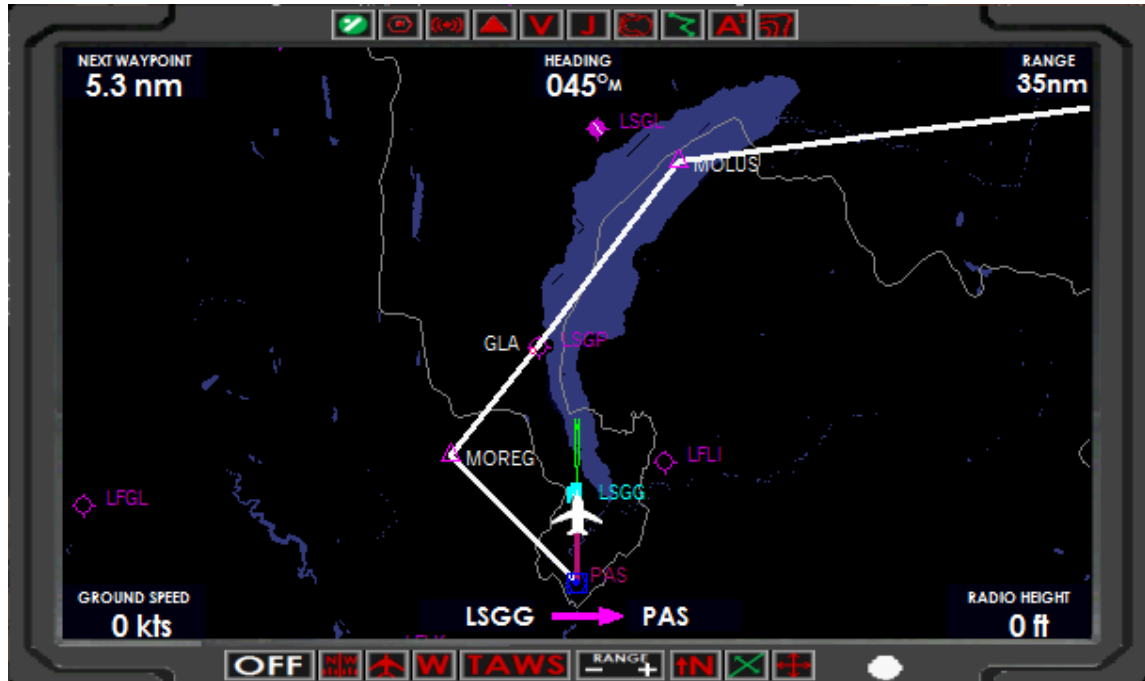 V J A¹
NEXT WAYPOINT
5.3 nm
HEADING
045°M
RANGE
35nm
LSGL
MOLUS
GLA
LSGP
MOREG
LFLI
LFGL
LSGG
PAS
GROUND SPEED
0 kts
LSGG PAS
RADIO HEIGHT
0 ft
OFF W TAWS - RANGE + ↑N